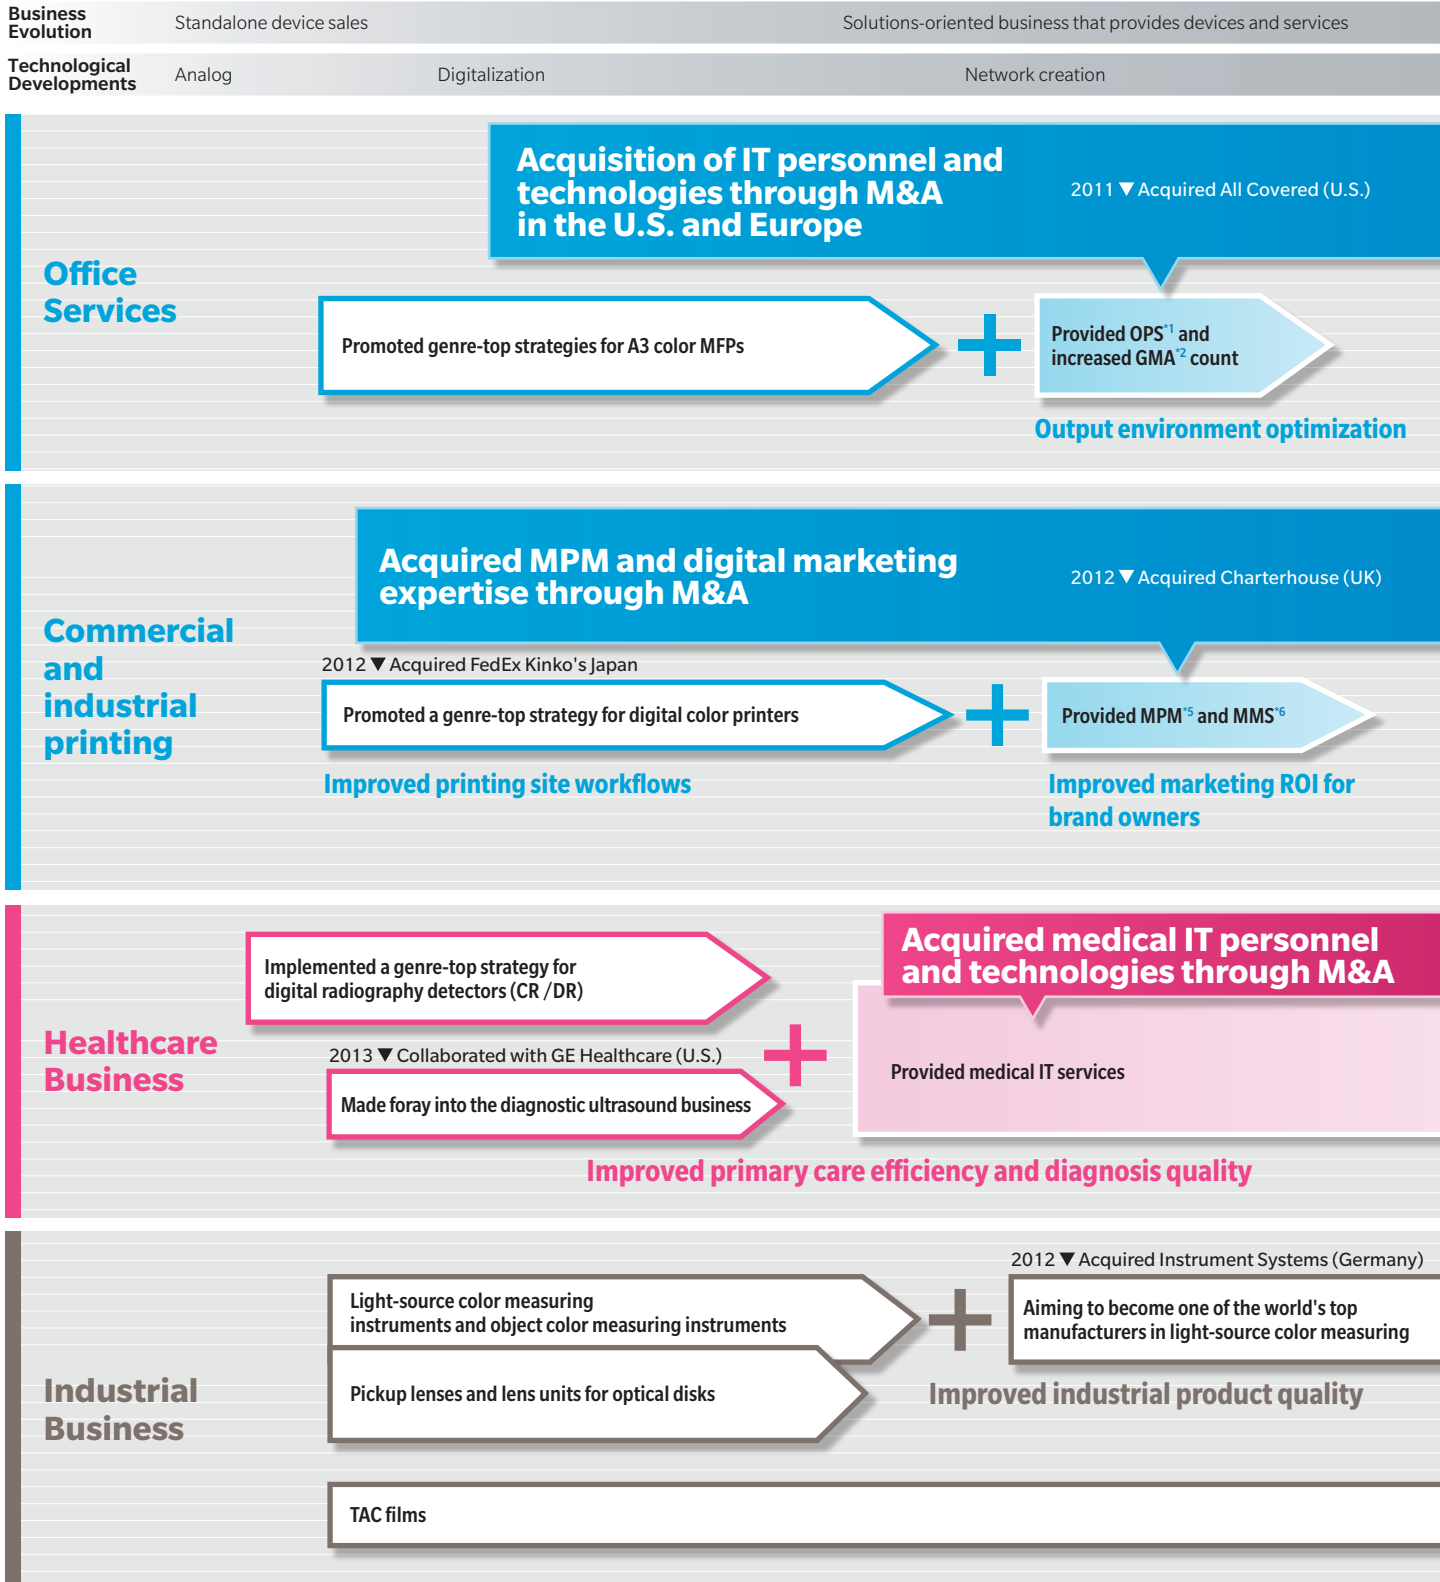 Business
Evolution
Standalone device sales
Solutions-oriented business that provides devices and services
Technological
Developments
Analog
Digitalization
Network creation
Office
Services
Acquisition of IT personnel and
technologies through M&A
in the U.S. and Europe
2011 ▼ Acquired All Covered (U.S.)
Promoted genre-top strategies for A3 color MFPs
+
Provided OPS*1 and
increased GMA*2 count
Output environment optimization
Commercial
and
industrial
printing
Acquired MPM and digital marketing
expertise through M&A
2012 ▼ Acquired Charterhouse (UK)
2012 ▼ Acquired FedEx Kinko's Japan
Promoted a genre-top strategy for digital color printers
+
Provided MPM*5 and MMS*6
Improved printing site workflows
Improved marketing ROI for
brand owners
Healthcare
Business
Implemented a genre-top strategy for
digital radiography detectors (CR /DR)
2013 ▼ Collaborated with GE Healthcare (U.S.)
Made foray into the diagnostic ultrasound business
+
Acquired medical IT personnel
and technologies through M&A
Provided medical IT services
Improved primary care efficiency and diagnosis quality
Industrial
Business
Light-source color measuring
instruments and object color measuring instruments
Pickup lenses and lens units for optical disks
+
2012 ▼ Acquired Instrument Systems (Germany)
Aiming to become one of the world's top
manufacturers in light-source color measuring
Improved industrial product quality
TAC films